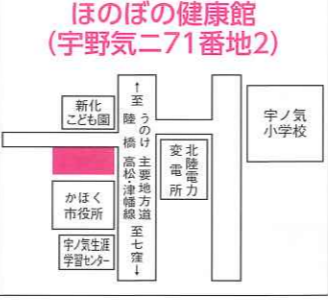 ほのぼの健康館
(宇野気ニ71番地2)
新化
こども園
かほく
市役所
宇ノ気生涯
学習センター
←至 うのけ陸橋
主要地方道
高松・津幡線
至七窪→
北陸電力
変電所
宇ノ気
小学校